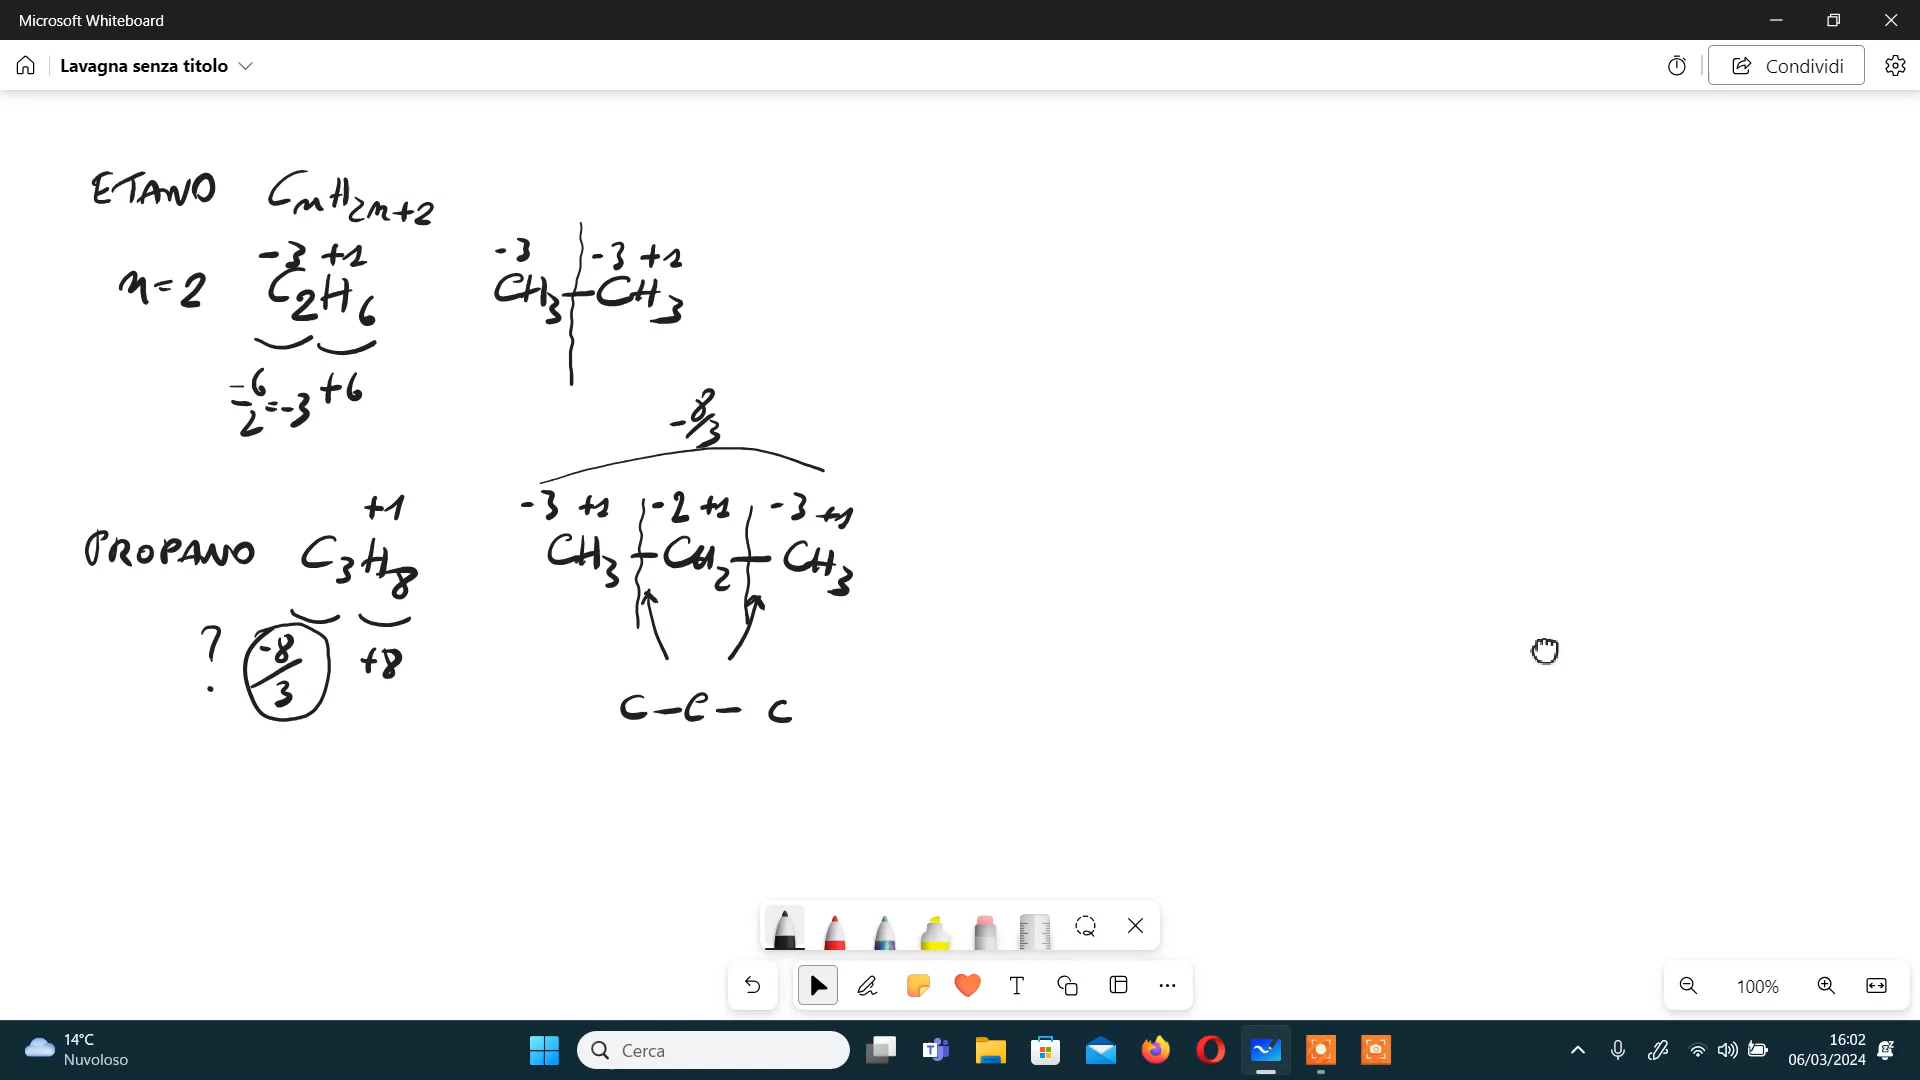 Microsoft Whiteboard
Lavagna senza titolo
Condividi
ETANO CnH2n+2
-3 +1
n=2 C2H6
-6/2=-3 +6
-3 -3 +1
CH3-CH3
-8/3
+1
PROPANO C3H8
? -8/3 +8
-3 +1 -2 +1 -3 +1
CH3-CH2-CH3
C-C-C
100%
14°C
Nuvoloso
Cerca
16:02
06/03/2024